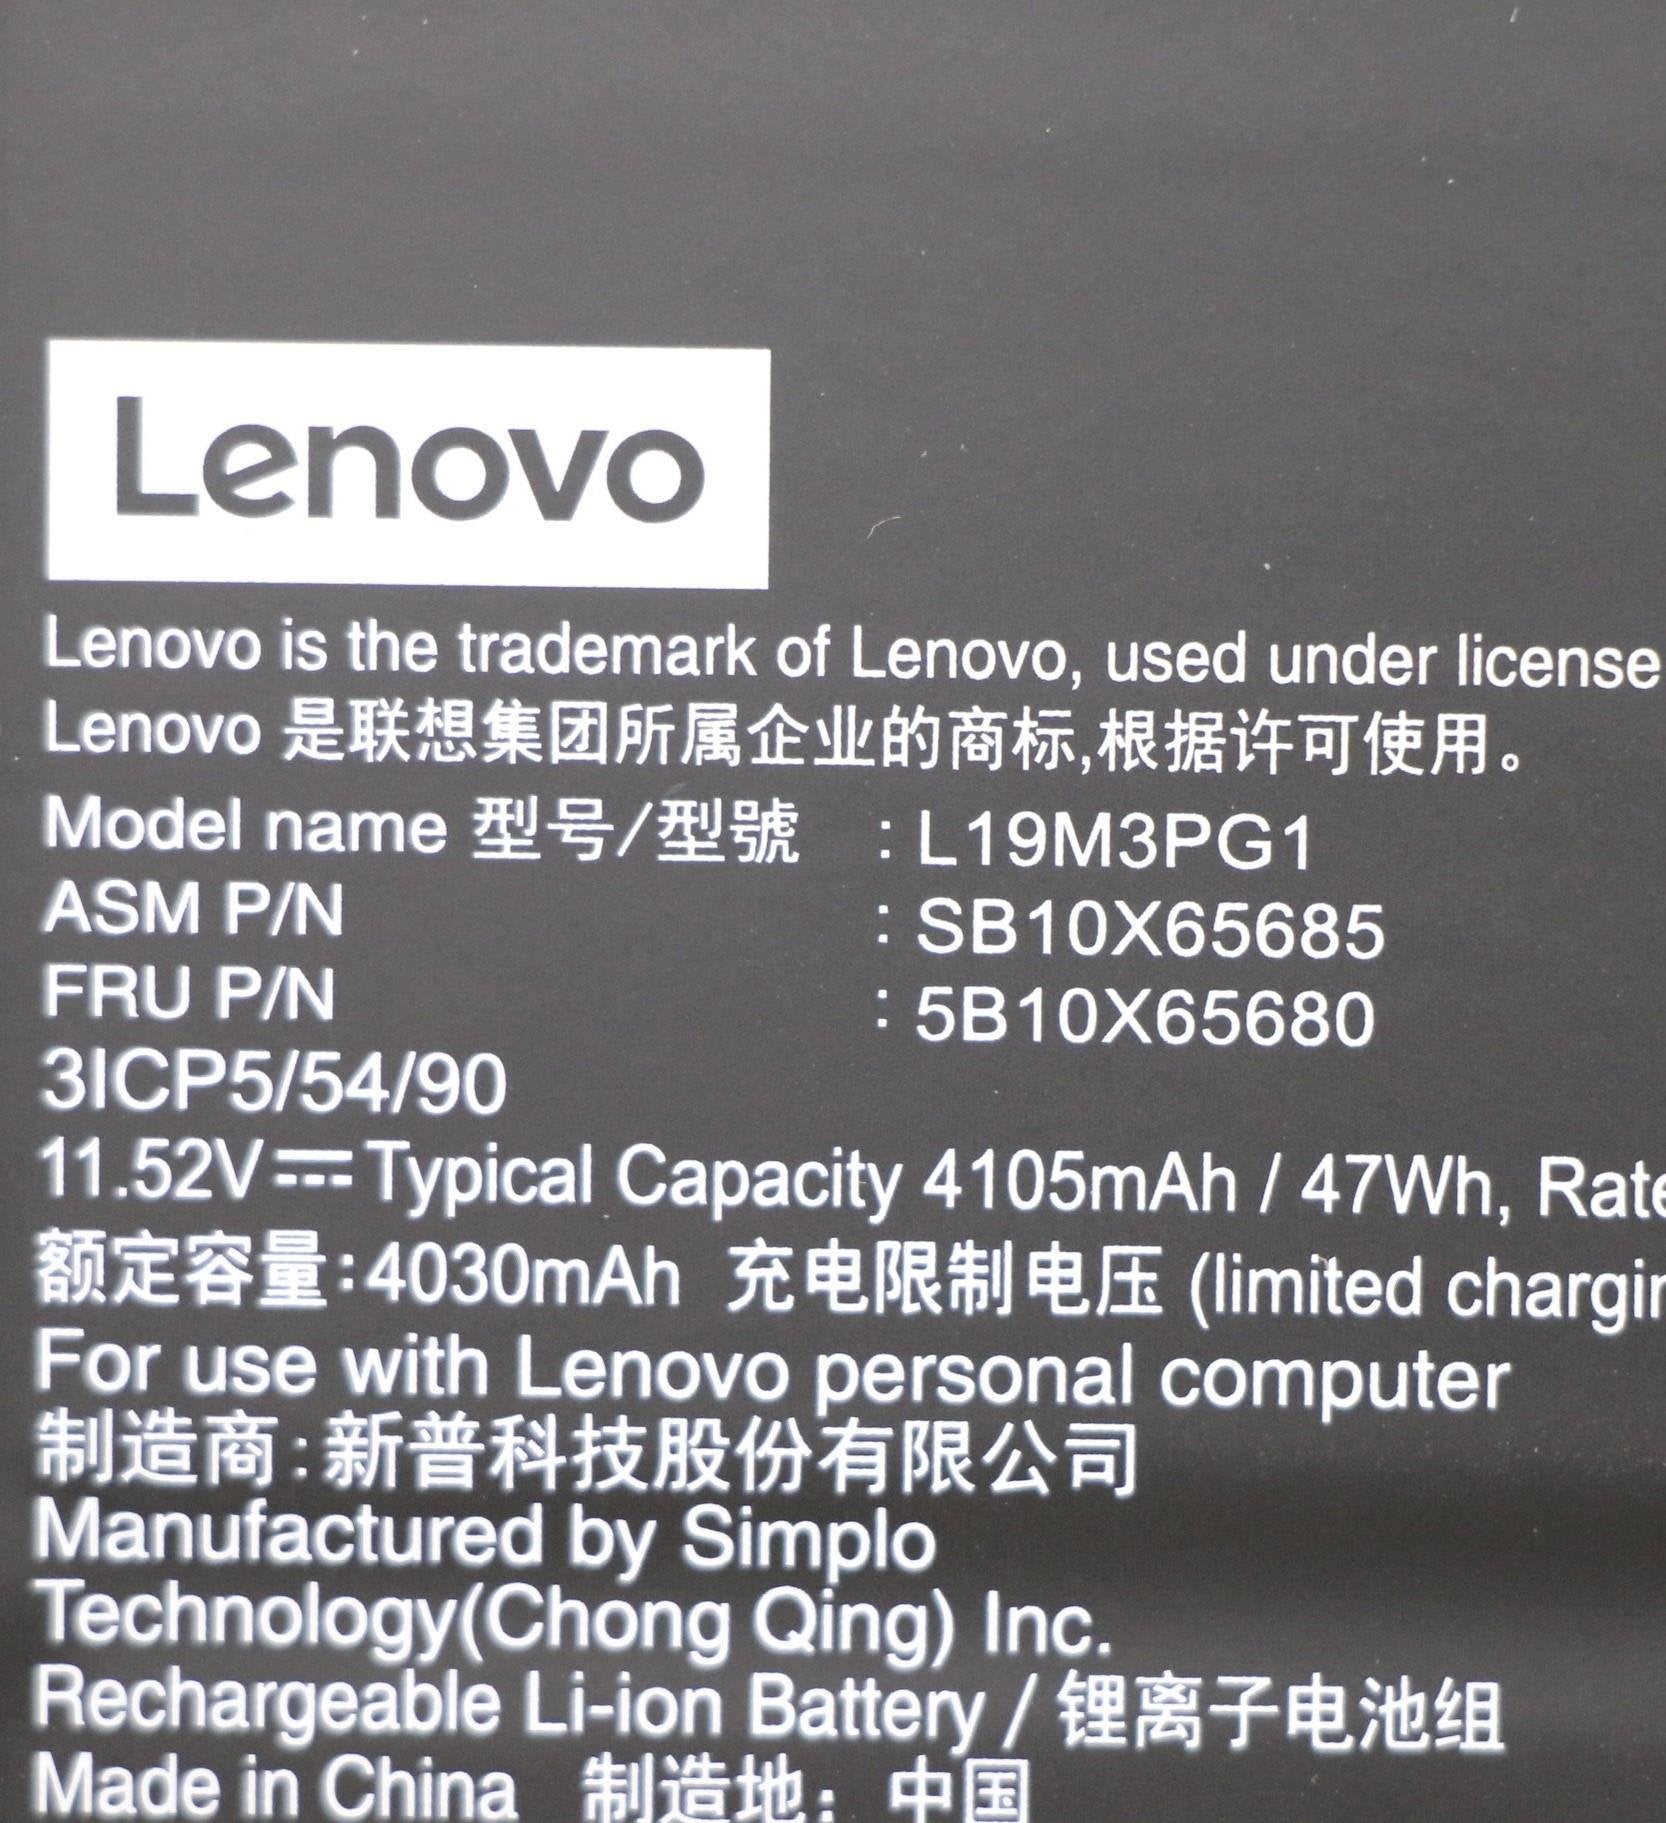 Lenovo
Lenovo is the trademark of Lenovo, used under license
Lenovo 是联想集团所属企业的商标,根据许可使用。
Model name 型号/型號 : L19M3PG1
ASM P/N : SB10X65685
FRU P/N : 5B10X65680
3ICP5/54/90
11.52V⎓Typical Capacity 4105mAh / 47Wh, Rate
额定容量:4030mAh 充电限制电压 (limited chargin
For use with Lenovo personal computer
制造商:新普科技股份有限公司
Manufactured by Simplo
Technology(Chong Qing) Inc.
Rechargeable Li-ion Battery / 锂离子电池组
Made in China 制造地: 中国